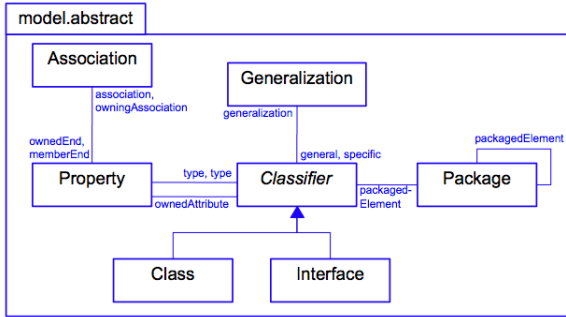 model.abstract
Association
Generalization
association,
owningAssociation
generalization
ownedEnd,
memberEnd
general, specific
packagedElement
Property
type, type
ownedAttribute
Classifier
packaged-
Element
Package
Class
Interface